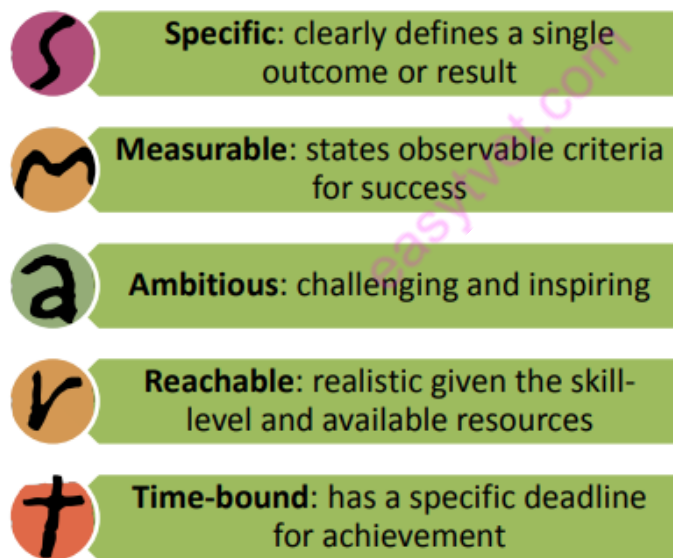 s
Specific: clearly defines a single
outcome or result
m
Measurable: states observable criteria
for success
a
Ambitious: challenging and inspiring
r
Reachable: realistic given the skill-
level and available resources
t
Time-bound: has a specific deadline
for achievement
easytvet.com